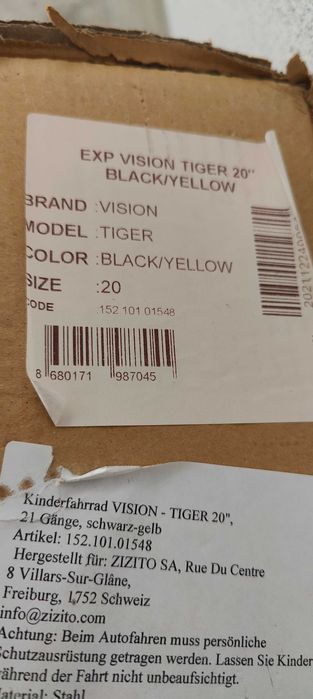 EXP VISION TIGER 20"
BLACK/YELLOW
BRAND :VISION
MODEL :TIGER
COLOR :BLACK/YELLOW
SIZE :20
CODE 152.101.01548
8 680171 987045
Kinderfahrrad VISION - TIGER 20",
21 Gänge, schwarz-gelb
Artikel: 152.101.01548
Hergestellt für: ZIZITO SA, Rue Du Centre
8 Villars-Sur-Glâne,
Freiburg, 1752 Schweiz
info@zizito.com
Achtung: Beim Autofahren muss persönliche
Schutzausrüstung getragen werden. Lassen Sie Kinder
während der Fahrt nicht unbeaufsichtigt.
Material: Stahl